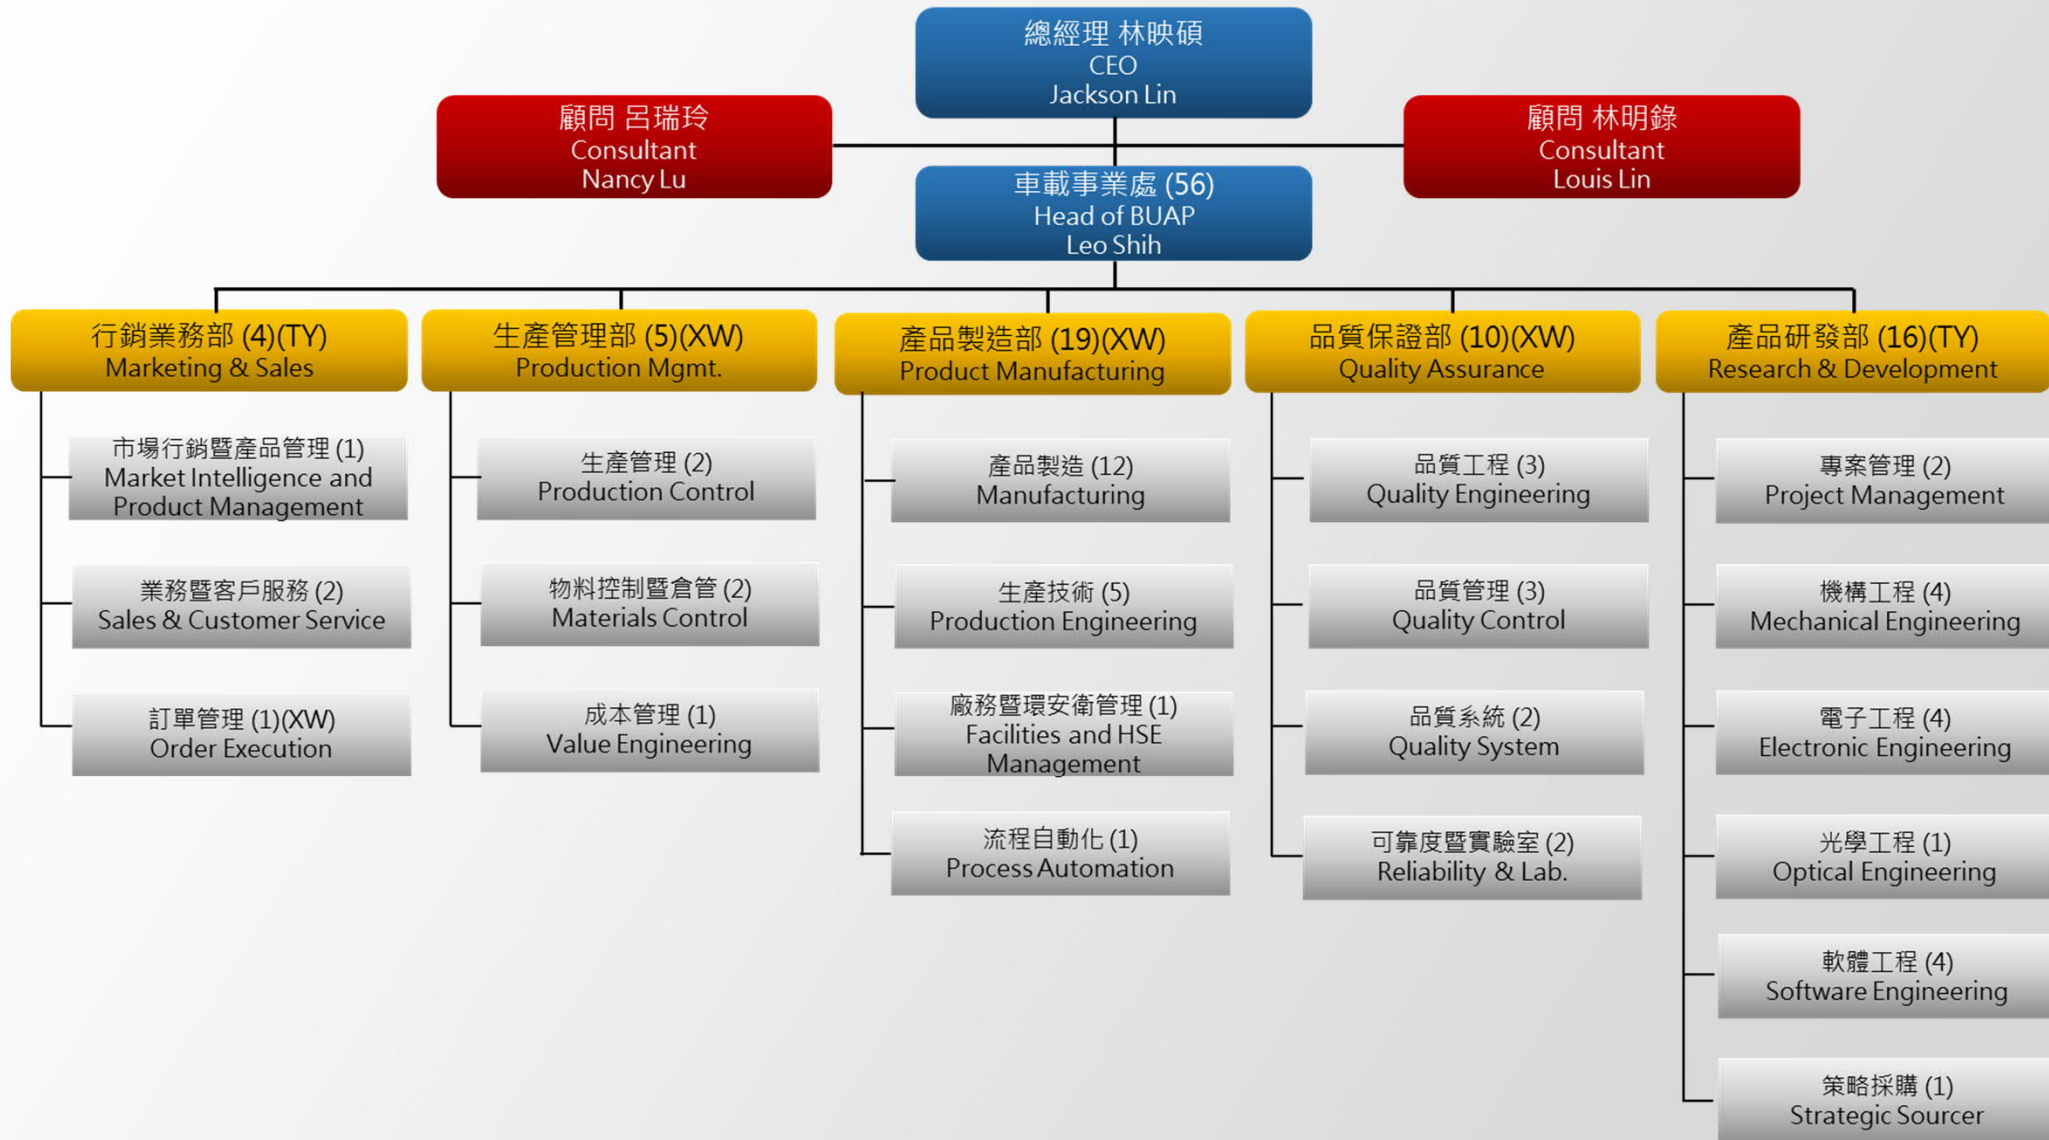 總經理 林映碩
CEO
Jackson Lin
顧問 呂瑞玲
Consultant
Nancy Lu
顧問 林明錄
Consultant
Louis Lin
車載事業處 (56)
Head of BUAP
Leo Shih
行銷業務部 (4)(TY)
Marketing & Sales
市場行銷暨產品管理 (1)
Market Intelligence and
Product Management
業務暨客戶服務 (2)
Sales & Customer Service
訂單管理 (1)(XW)
Order Execution
生產管理部 (5)(XW)
Production Mgmt.
生產管理 (2)
Production Control
物料控制暨倉管 (2)
Materials Control
成本管理 (1)
Value Engineering
產品製造部 (19)(XW)
Product Manufacturing
產品製造 (12)
Manufacturing
生產技術 (5)
Production Engineering
廠務暨環安衛管理 (1)
Facilities and HSE
Management
流程自動化 (1)
Process Automation
品質保證部 (10)(XW)
Quality Assurance
品質工程 (3)
Quality Engineering
品質管理 (3)
Quality Control
品質系統 (2)
Quality System
可靠度暨實驗室 (2)
Reliability & Lab.
產品研發部 (16)(TY)
Research & Development
專案管理 (2)
Project Management
機構工程 (4)
Mechanical Engineering
電子工程 (4)
Electronic Engineering
光學工程 (1)
Optical Engineering
軟體工程 (4)
Software Engineering
策略採購 (1)
Strategic Sourcer